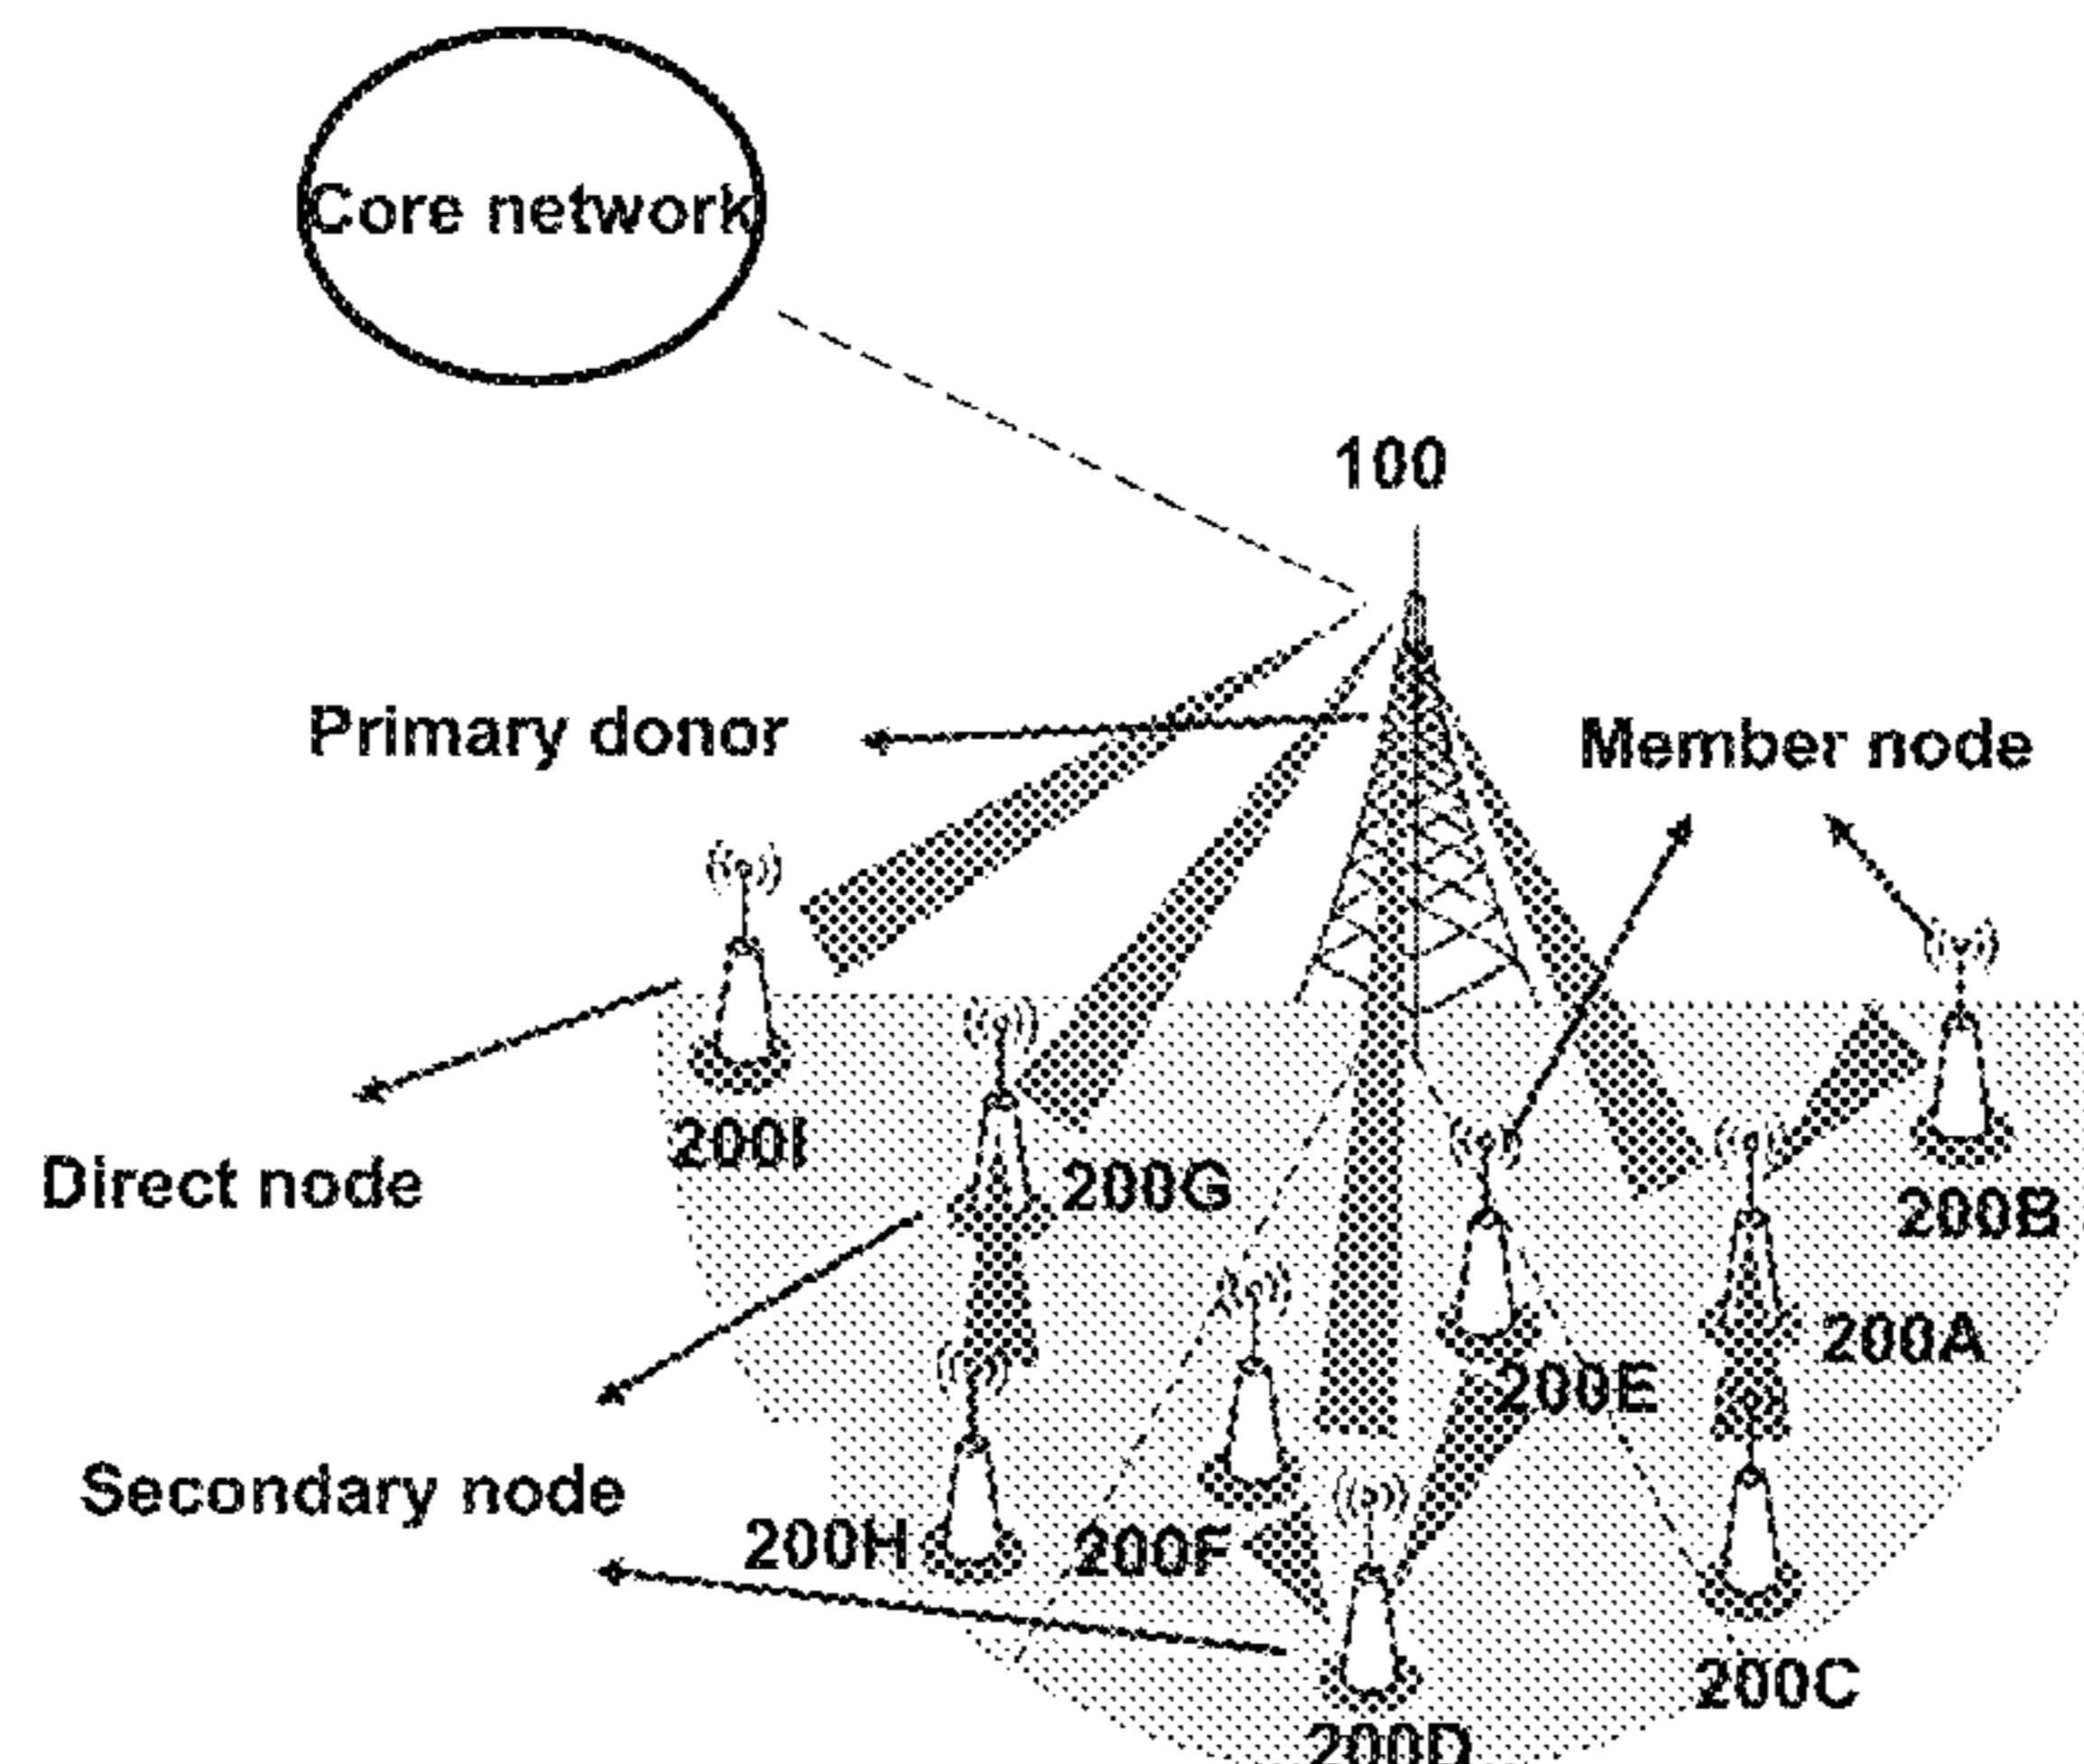 Core network
100
Primary donor
Member node
200I
Direct node
200G
200B
200A
200E
Secondary node
200H
200F
200C
200D